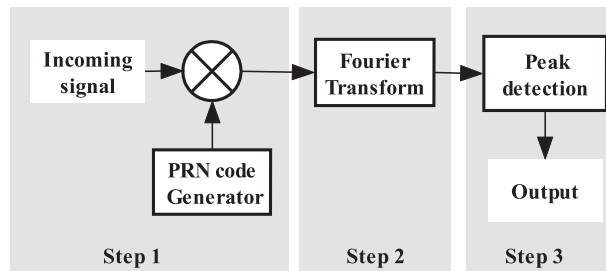 Incoming
signal
PRN code
Generator
Step 1
Fourier
Transform
Step 2
Peak
detection
Output
Step 3